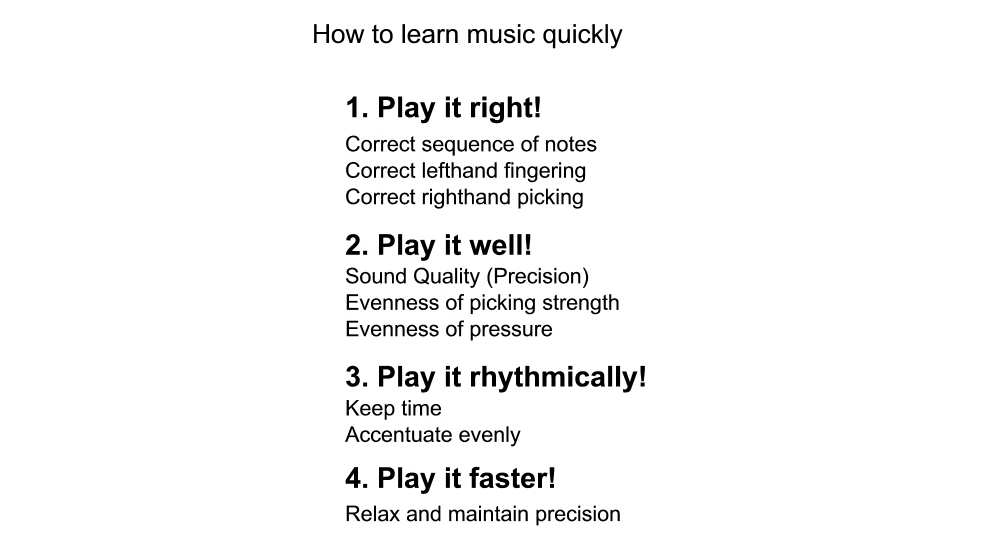 How to learn music quickly
1. Play it right!
Correct sequence of notes
Correct lefthand fingering
Correct righthand picking
2. Play it well!
Sound Quality (Precision)
Evenness of picking strength
Evenness of pressure
3. Play it rhythmically!
Keep time
Accentuate evenly
4. Play it faster!
Relax and maintain precision